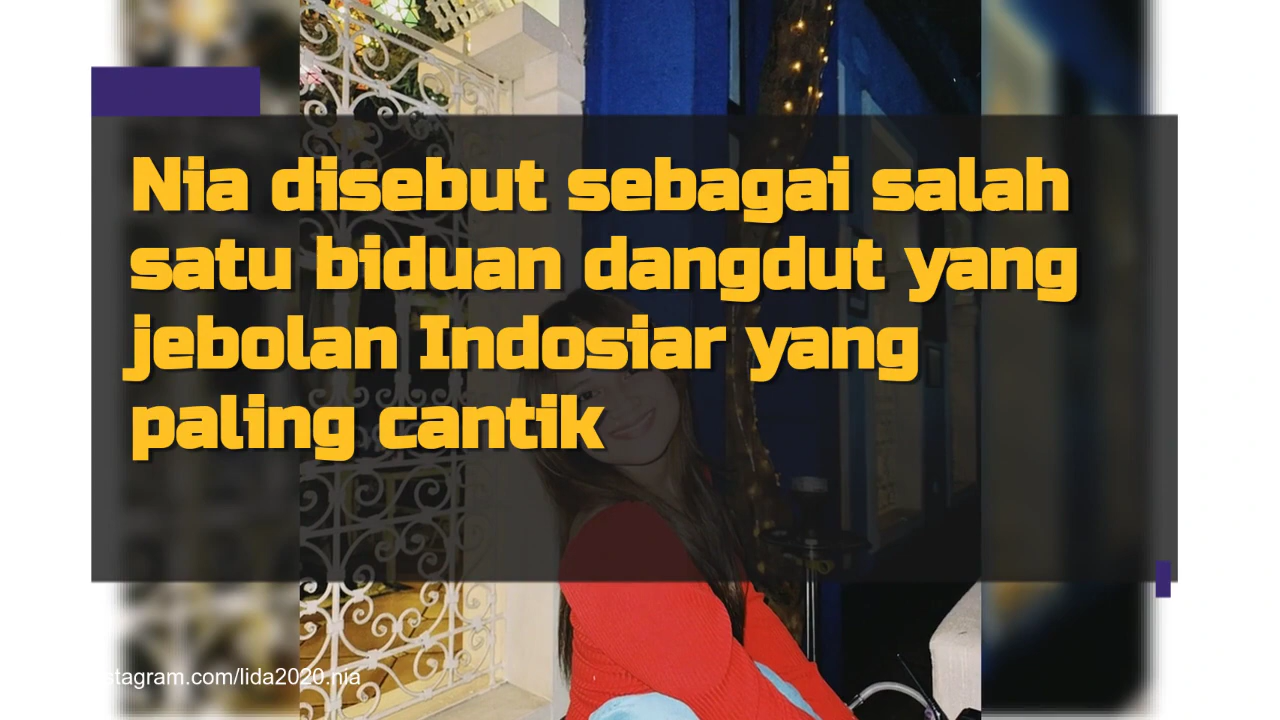 Nia disebut sebagai salah
satu biduan dangdut yang
jebolan Indosiar yang
paling cantik
stagram.com/lida2020.nia